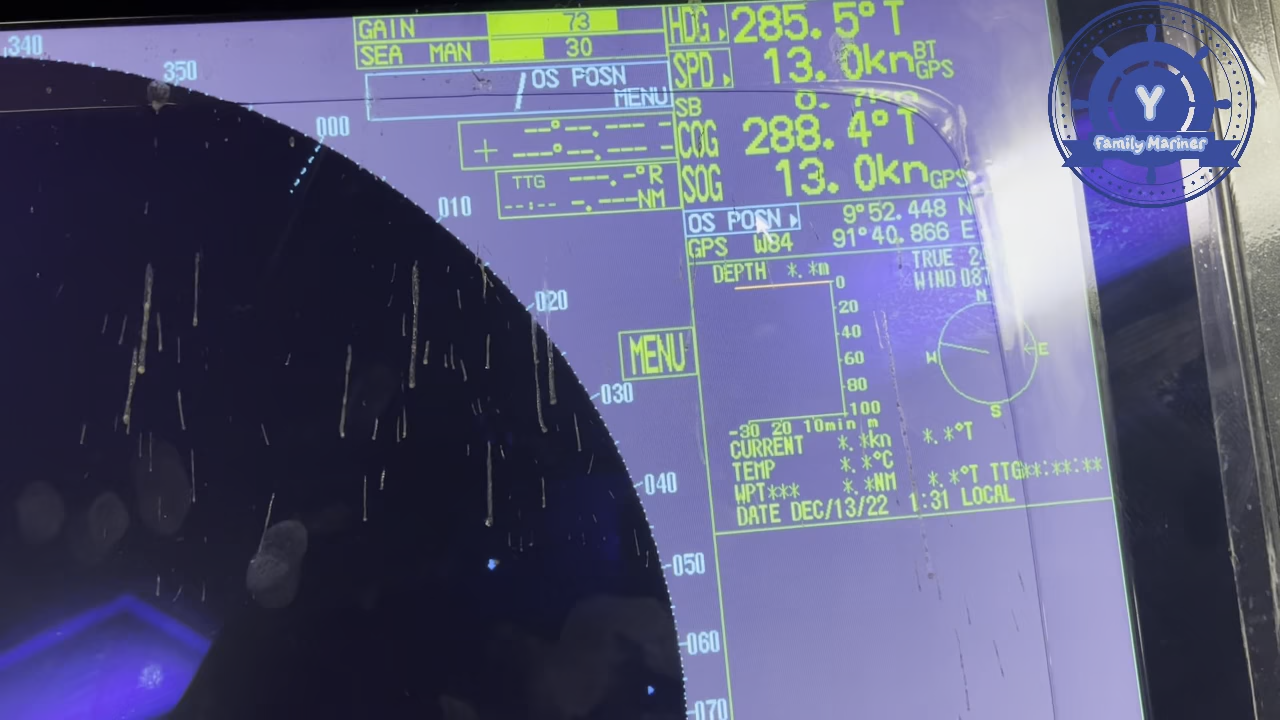 340
350
000
010
020
030
040
050
060
070
GAIN 73
SEA MAN 30
OS POSN
MENU
--°--.--- -
+ ---°--.--- -
TTG ---.-°R
--:-- -.---NM
MENU
HDG 285.5°T
SPD 13.0kn BT GPS
SB
COG 288.4°T
SOG 13.0kn GPS
OS POSN 9°52.448 N
GPS W84 91°40.866 E
DEPTH *.*m
TRUE
WIND
0
20
40
60
80
100
-30 20 10min m
N
W
E
S
CURRENT *.*kn *.*°T
TEMP *.*°C
WPT*** *.*NM *.*°T TTG**:**:**
DATE DEC/13/22 1:31 LOCAL
Y
Family Mariner